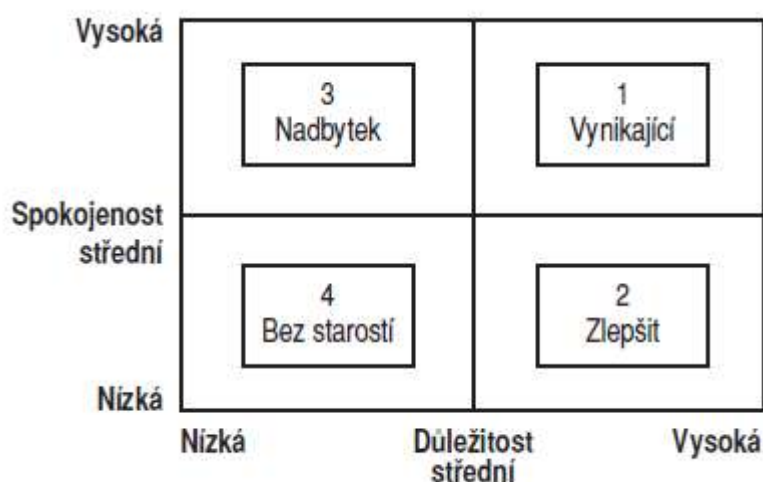 Vysoká
3
Nadbytek
1
Vynikající
Spokojenost
střední
4
Bez starostí
2
Zlepšit
Nízká
Nízká
Důležitost
střední
Vysoká